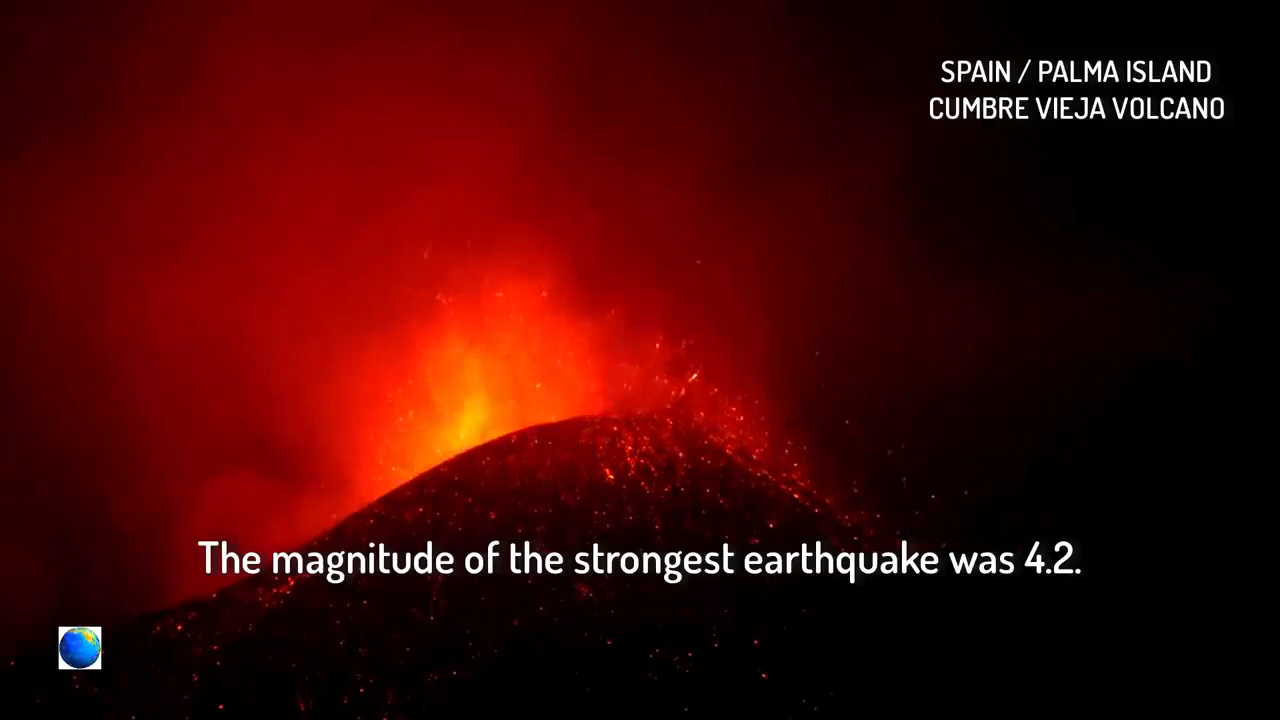 SPAIN / PALMA ISLAND
CUMBRE VIEJA VOLCANO
The magnitude of the strongest earthquake was 4.2.